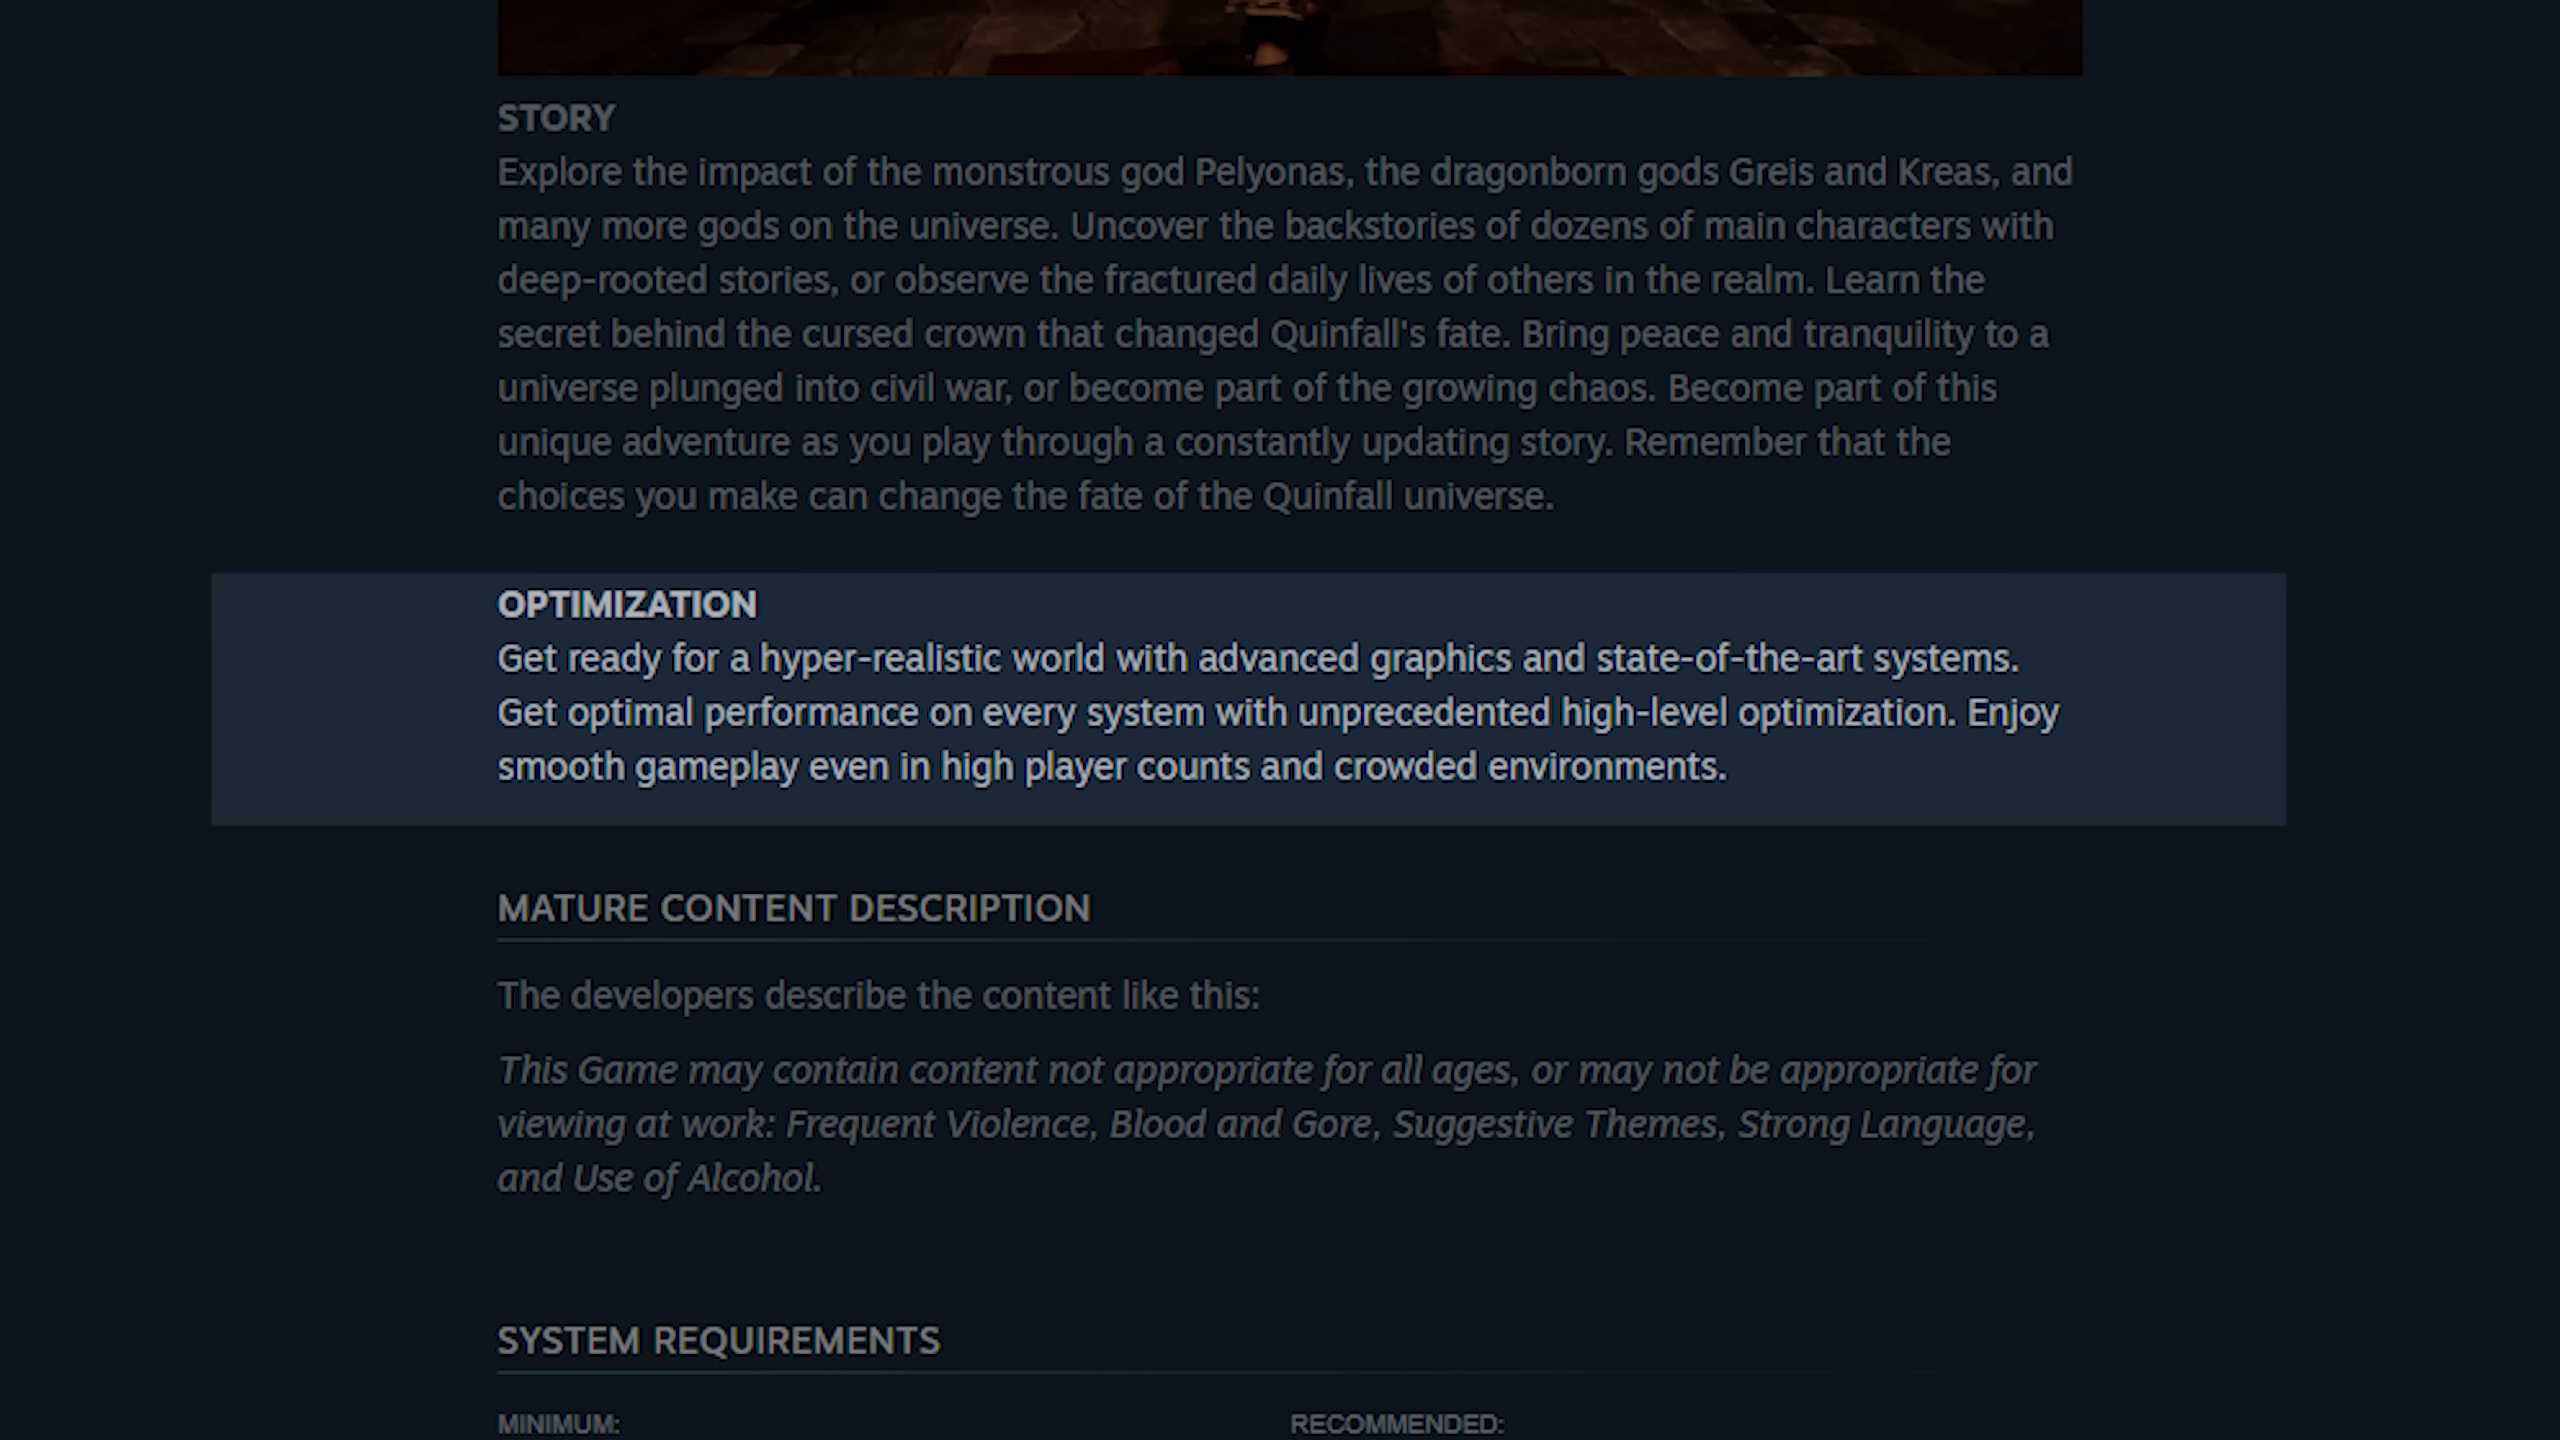 STORY
Explore the impact of the monstrous god Pelyonas, the dragonborn gods Greis and Kreas, and
many more gods on the universe. Uncover the backstories of dozens of main characters with
deep-rooted stories, or observe the fractured daily lives of others in the realm. Learn the
secret behind the cursed crown that changed Quinfall's fate. Bring peace and tranquility to a
universe plunged into civil war, or become part of the growing chaos. Become part of this
unique adventure as you play through a constantly updating story. Remember that the
choices you make can change the fate of the Quinfall universe.
OPTIMIZATION
Get ready for a hyper-realistic world with advanced graphics and state-of-the-art systems.
Get optimal performance on every system with unprecedented high-level optimization. Enjoy
smooth gameplay even in high player counts and crowded environments.
MATURE CONTENT DESCRIPTION
The developers describe the content like this:
This Game may contain content not appropriate for all ages, or may not be appropriate for
viewing at work: Frequent Violence, Blood and Gore, Suggestive Themes, Strong Language,
and Use of Alcohol.
SYSTEM REQUIREMENTS
MINIMUM:
RECOMMENDED: